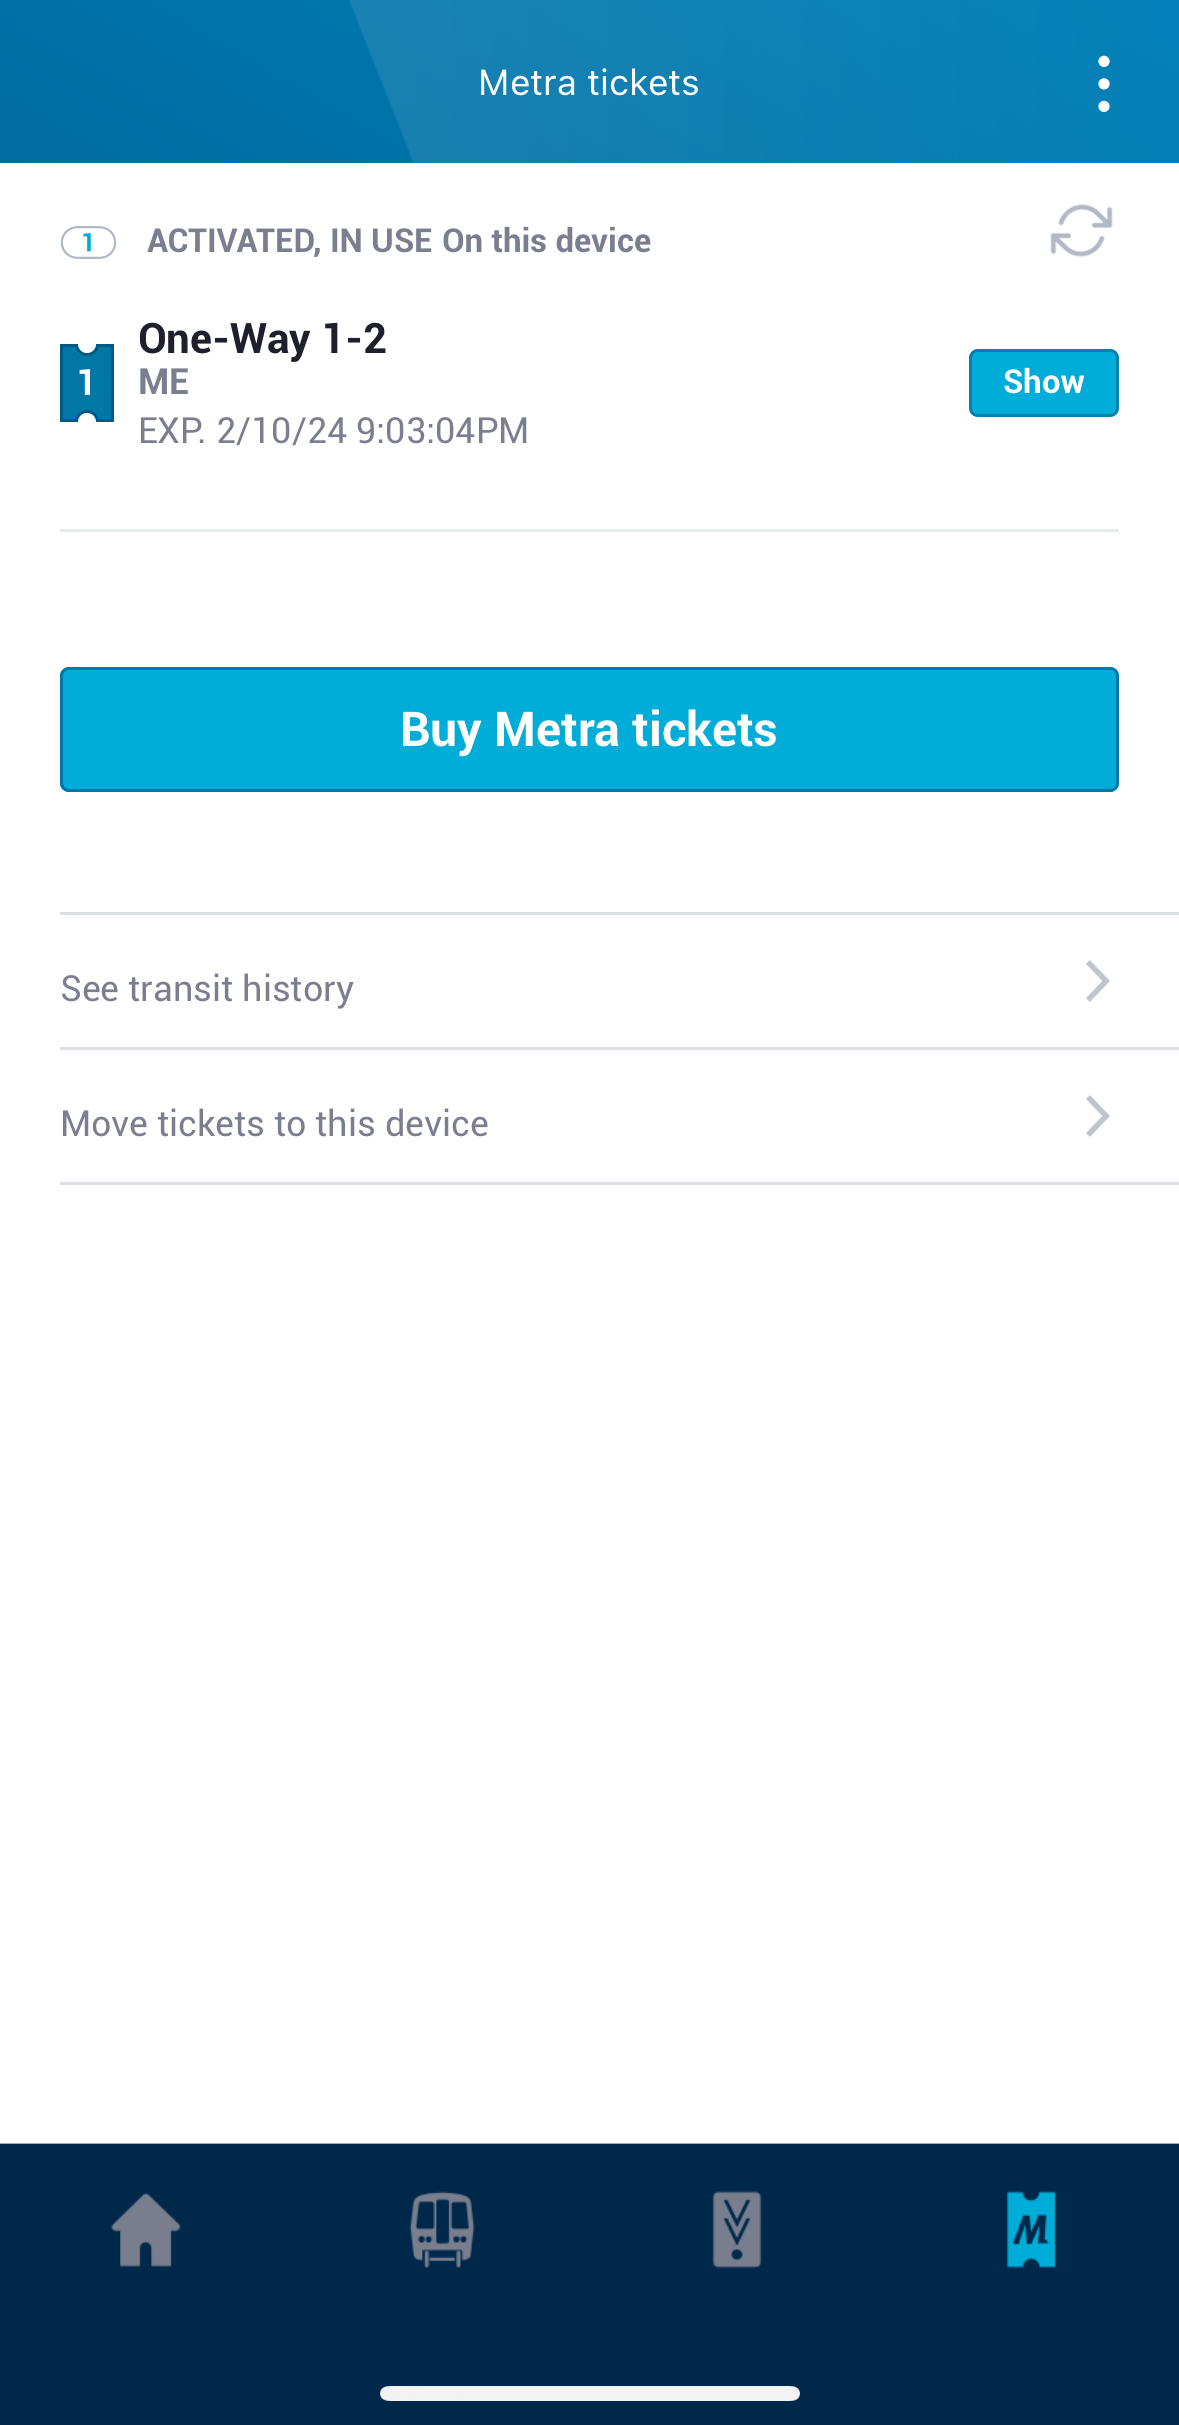 Metra tickets
1 ACTIVATED, IN USE On this device
One-Way 1-2
1 ME
Show
EXP. 2/10/24 9:03:04PM
Buy Metra tickets
See transit history
Move tickets to this device
M